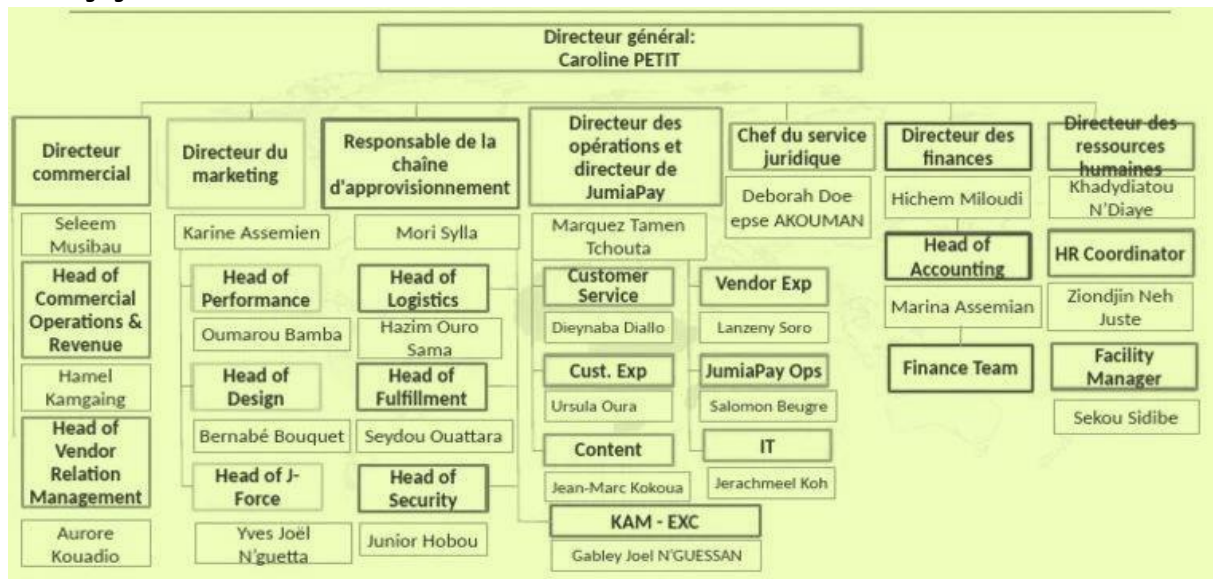 Directeur général:
Caroline PETIT
Directeur
commercial
Seleem
Musibau
Head of
Commercial
Operations &
Revenue
Hamel
Kamgaing
Head of
Vendor
Relation
Management
Aurore
Kouadio
Directeur du
marketing
Karine Assemien
Head of
Performance
Oumarou Bamba
Head of
Design
Bernabé Bouquet
Head of J-
Force
Yves Joël
N'guetta
Responsable de la
chaîne
d'approvisionnement
Mori Sylla
Head of
Logistics
Hazim Ouro
Sama
Head of
Fulfillment
Seydou Ouattara
Head of
Security
Junior Hobou
Directeur des
opérations et
directeur de
JumiaPay
Marquez Tamen
Tchouta
Customer
Service
Dieynaba Diallo
Cust. Exp
Ursula Oura
Content
Jean-Marc Kokoua
KAM - EXC
Gabley Joel N'GUESSAN
Vendor Exp
Lanzeny Soro
JumiaPay Ops
Salomon Beugre
IT
Jerachmeel Koh
Chef du service
juridique
Deborah Doe
epse AKOUMAN
Directeur des
finances
Hichem Miloudi
Head of
Accounting
Marina Assemian
Finance Team
Directeur des
ressources
humaines
Khadydiatou
N'Diaye
HR Coordinator
Ziondjin Neh
Juste
Facility
Manager
Sekou Sidibe